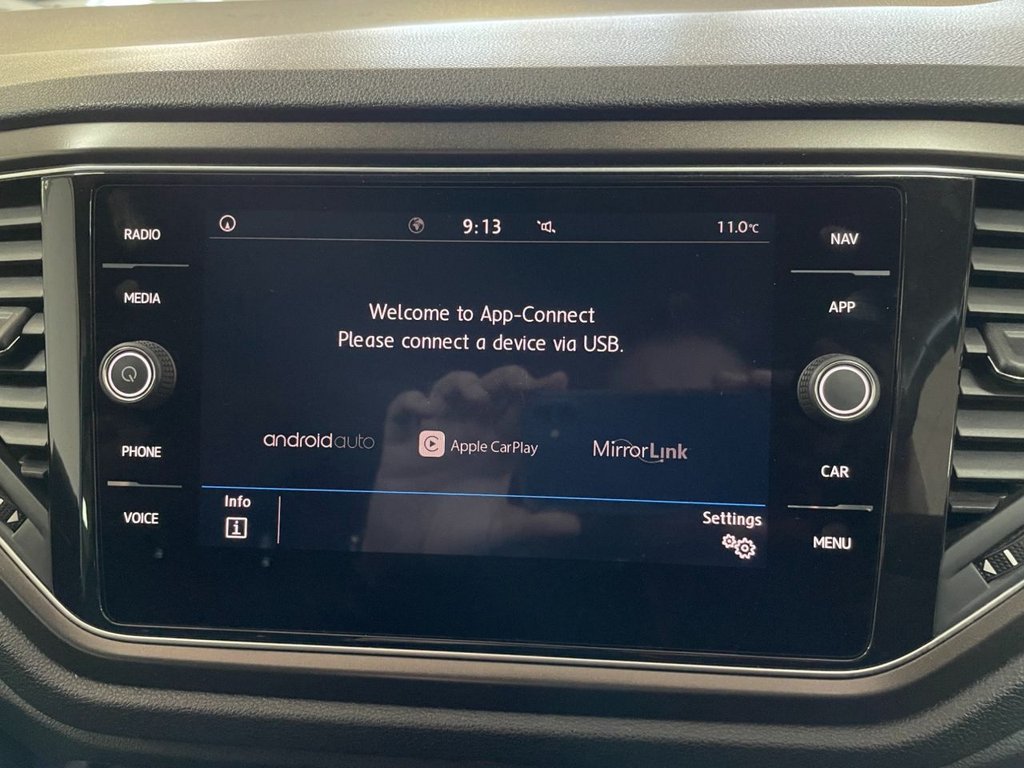 RADIO
MEDIA
PHONE
VOICE
9:13
11.0°C
Welcome to App-Connect
Please connect a device via USB.
androidauto
Apple CarPlay
MirrorLink
Info
i
Settings
NAV
APP
CAR
MENU